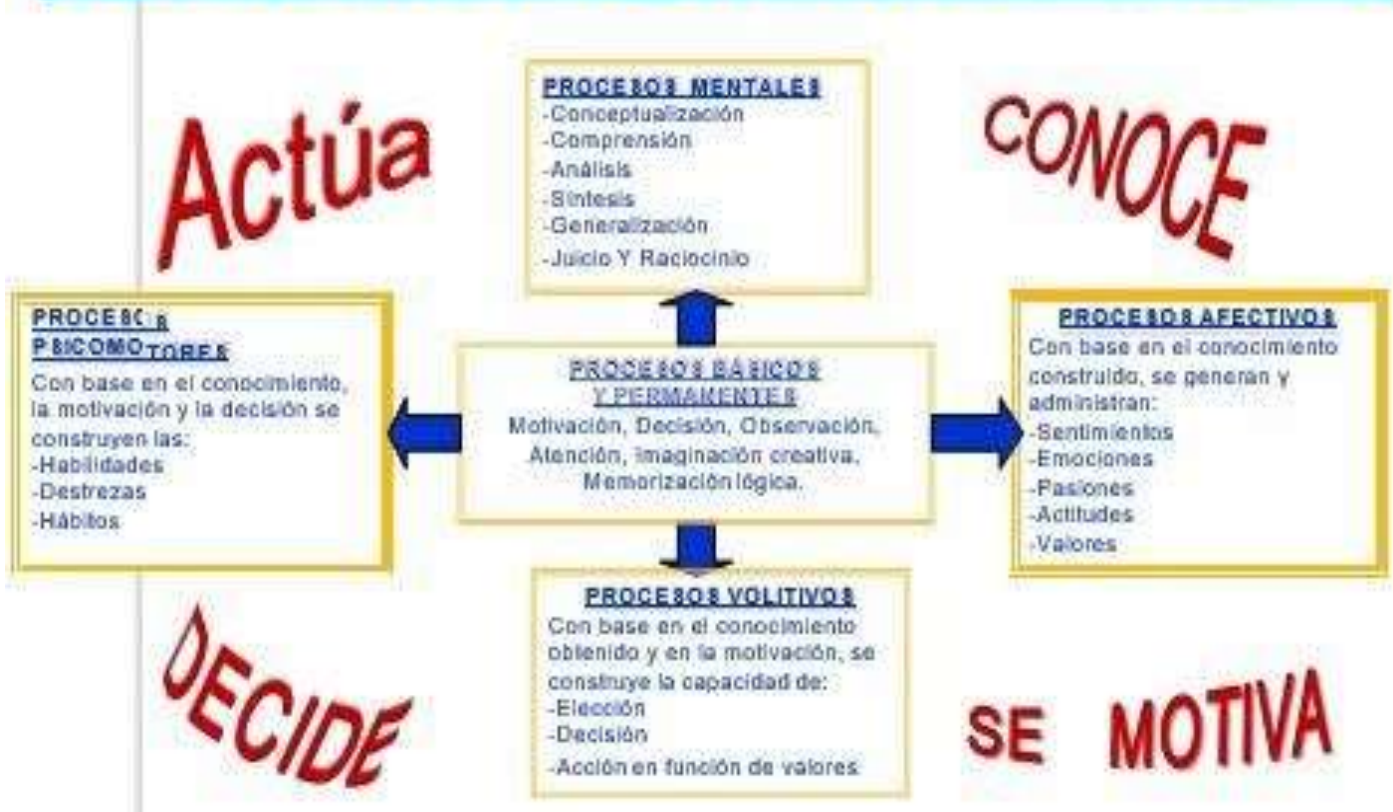 Actúa
CONOCE
PROCESOS MENTALES
-Conceptualización
-Comprensión
-Análisis
-Síntesis
-Generalización
-Juicio Y Raciocinio
PROCESOS
PSICOMOTORES
Con base en el conocimiento,
la motivación y la decisión se
construyen las:
-Habilidades
-Destrezas
-Hábitos
PROCESOS BÁSICOS
Y PERMANENTES
Motivación, Decisión, Observación,
Atención, Imaginación creativa,
Memorización lógica.
PROCESOS AFECTIVOS
Con base en el conocimiento
construido, se generan y
administran:
-Sentimientos
-Emociones
-Pasiones
-Actitudes
-Valores
PROCESOS VOLITIVOS
Con base en el conocimiento
obtenido y en la motivación, se
construye la capacidad de:
-Elección
-Decisión
-Acción en función de valores
DECIDE
SE MOTIVA